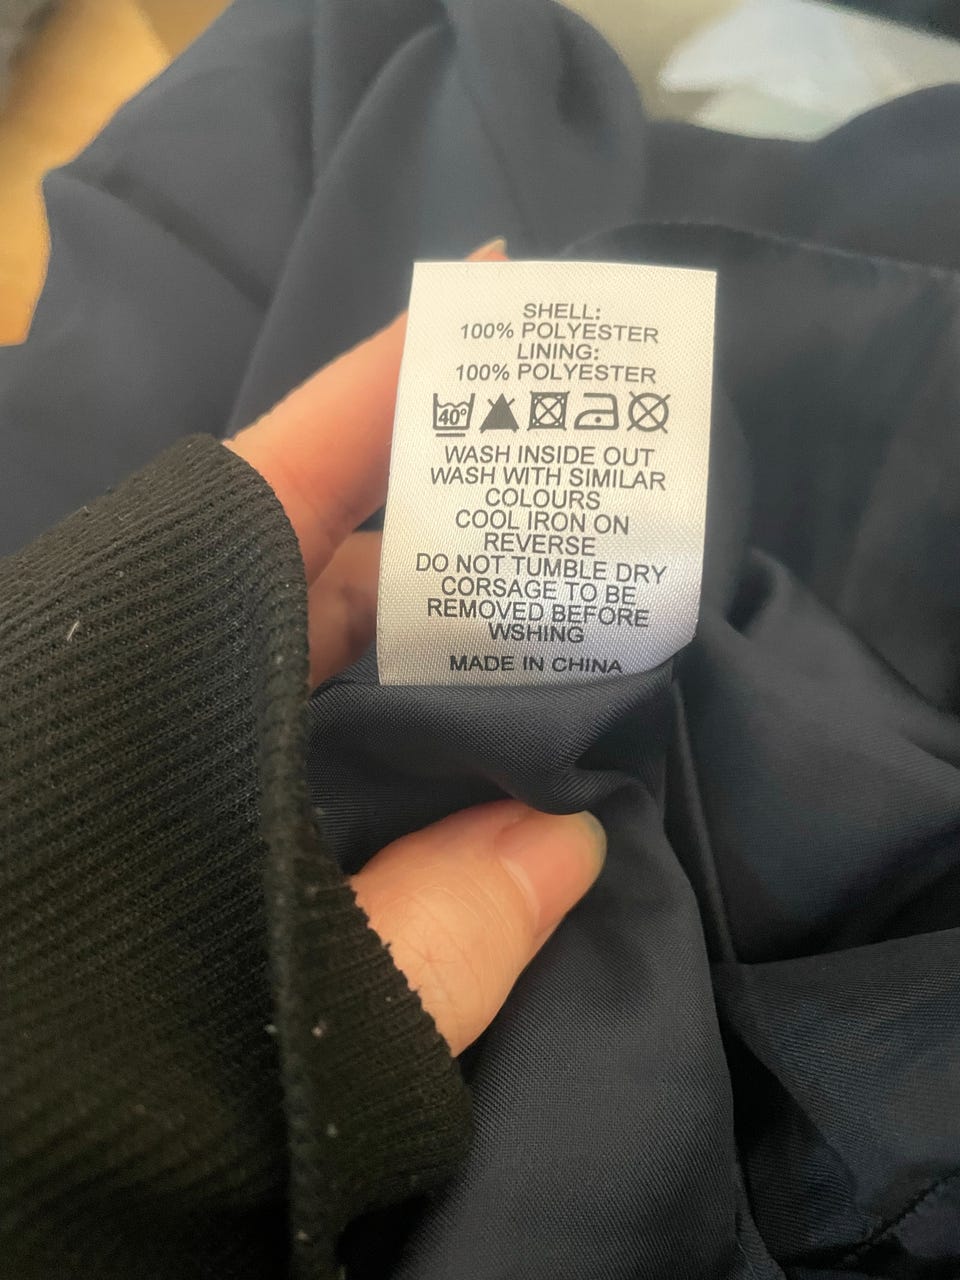 SHELL:
100% POLYESTER
LINING:
100% POLYESTER
40°
WASH INSIDE OUT
WASH WITH SIMILAR
COLOURS
COOL IRON ON
REVERSE
DO NOT TUMBLE DRY
CORSAGE TO BE
REMOVED BEFORE
WSHING
MADE IN CHINA